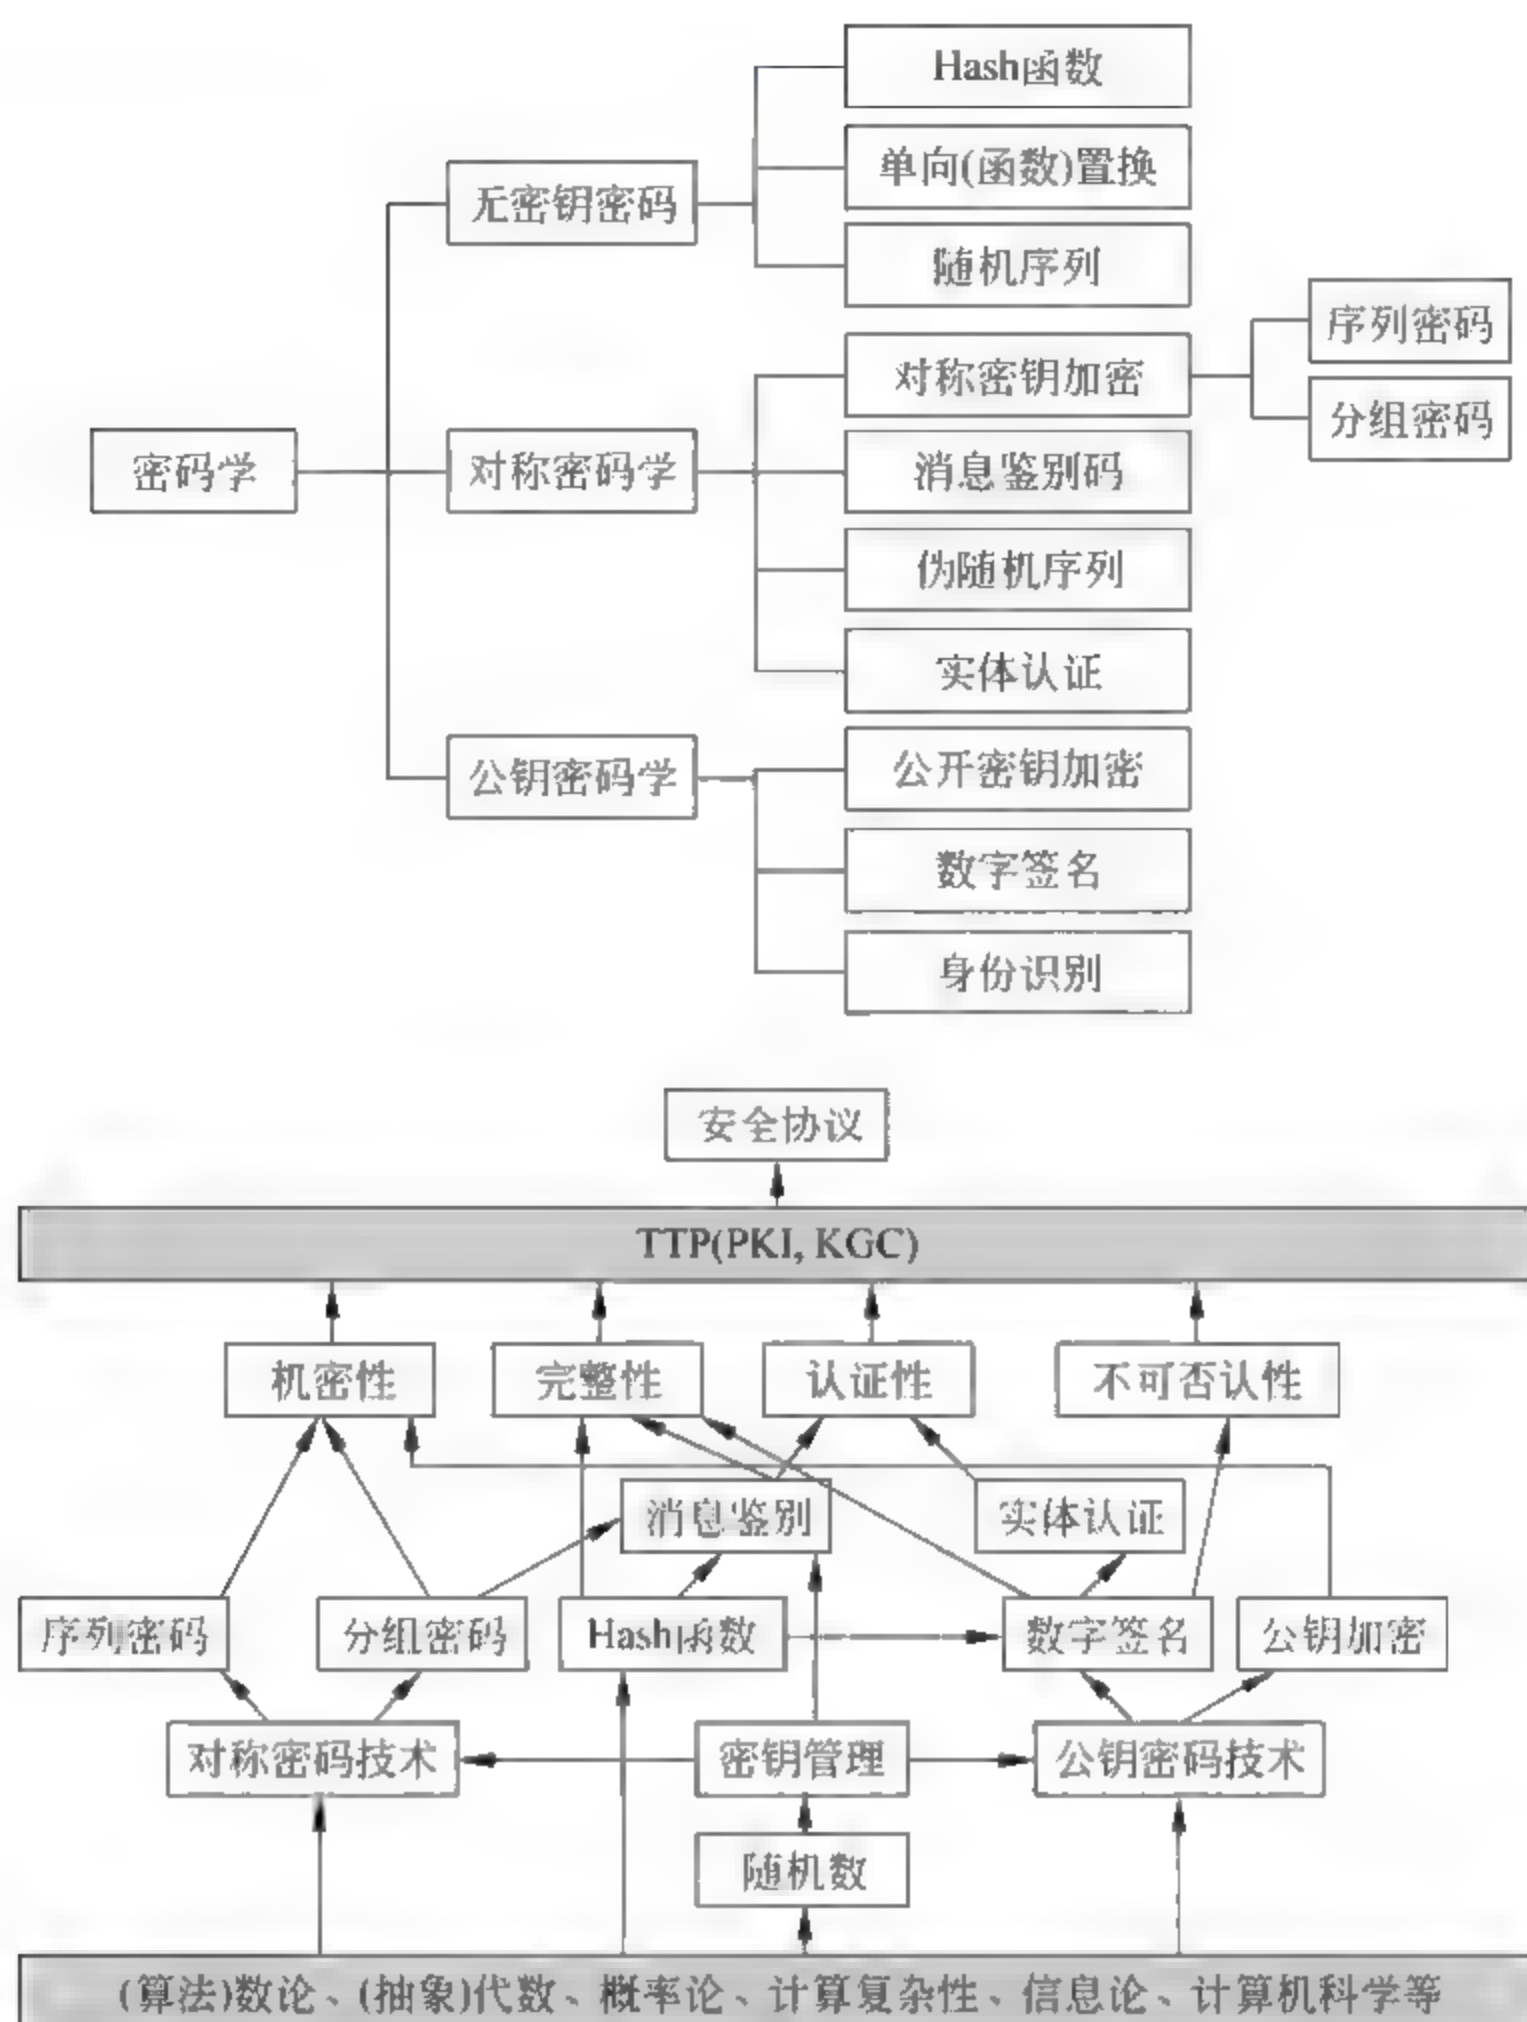 Hash函数
单向(函数)置换
无密钥密码
随机序列
序列密码
对称密钥加密
分组密码
密码学
对称密码学
消息鉴别码
伪随机序列
实体认证
公钥密码学
公开密钥加密
数字签名
身份识别
安全协议
TTP(PKI, KGC)
机密性
完整性
认证性
不可否认性
消息鉴别
实体认证
序列密码
分组密码
Hash函数
数字签名
公钥加密
对称密码技术
密钥管理
公钥密码技术
随机数
(算法)数论、(抽象)代数、概率论、计算复杂性、信息论、计算机科学等